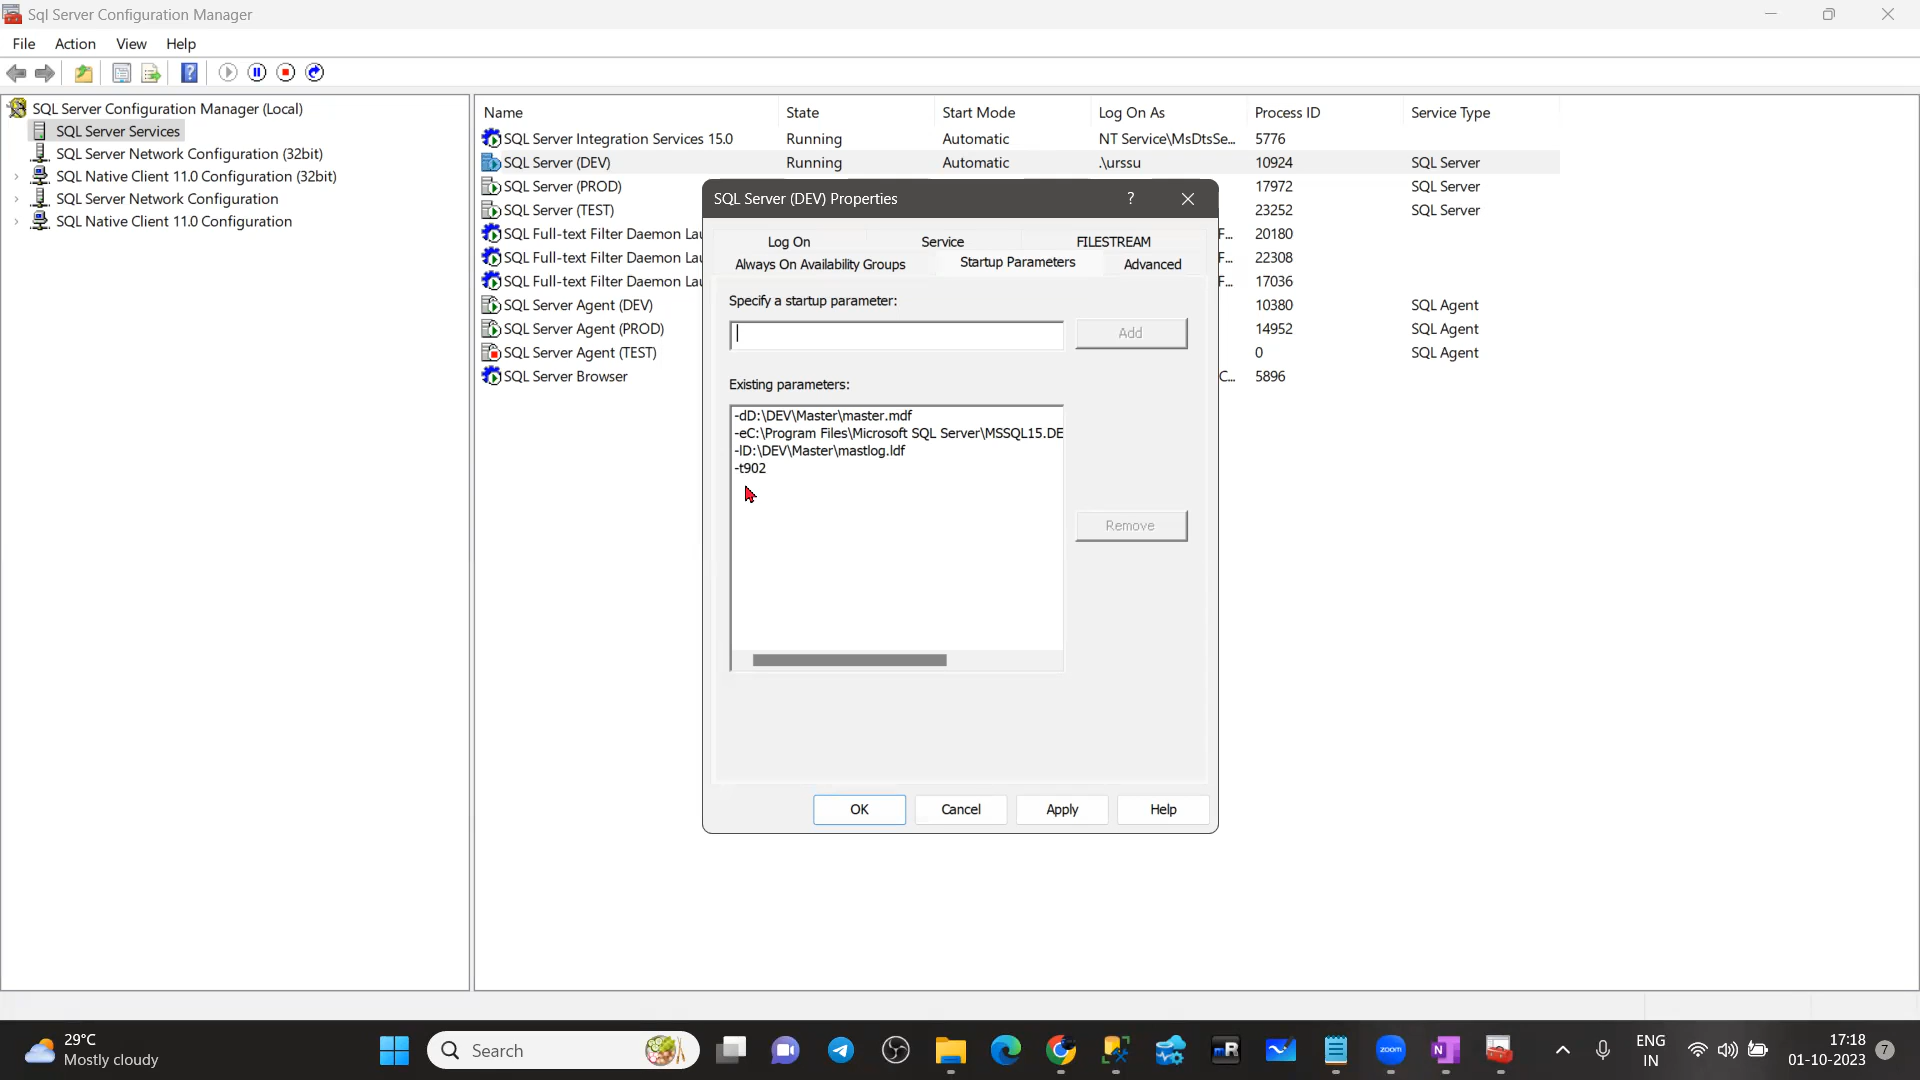 Sql Server Configuration Manager
File Action View Help
SQL Server Configuration Manager (Local)
SQL Server Services
SQL Server Network Configuration (32bit)
SQL Native Client 11.0 Configuration (32bit)
SQL Server Network Configuration
SQL Native Client 11.0 Configuration
Name State Start Mode Log On As Process ID Service Type
SQL Server Integration Services 15.0 Running Automatic NT Service\MsDtsSe... 5776
SQL Server (DEV) Running Automatic .\urssu 10924 SQL Server
SQL Server (PROD) 17972 SQL Server
SQL Server (TEST) 23252 SQL Server
SQL Full-text Filter Daemon Lau F... 20180
SQL Full-text Filter Daemon Lau F... 22308
SQL Full-text Filter Daemon Lau F... 17036
SQL Server Agent (DEV) 10380 SQL Agent
SQL Server Agent (PROD) 14952 SQL Agent
SQL Server Agent (TEST) 0 SQL Agent
SQL Server Browser C... 5896
SQL Server (DEV) Properties ?
Log On Service FILESTREAM
Always On Availability Groups Startup Parameters Advanced
Specify a startup parameter:
Add
Existing parameters:
-dD:\DEV\Master\master.mdf
-eC:\Program Files\Microsoft SQL Server\MSSQL15.DE
-lD:\DEV\Master\mastlog.ldf
-t902
Remove
OK Cancel Apply Help
29°C
Mostly cloudy
Search
mR
zoom
N
ENG
IN
17:18
01-10-2023
7